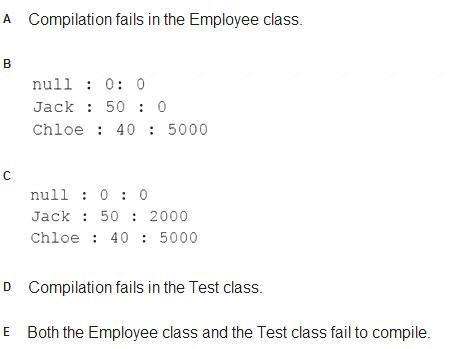 A Compilation fails in the Employee class.
B
null : 0: 0
Jack : 50 : 0
Chloe : 40 : 5000
C
null : 0 : 0
Jack : 50 : 2000
Chloe : 40 : 5000
D Compilation fails in the Test class.
E Both the Employee class and the Test class fail to compile.